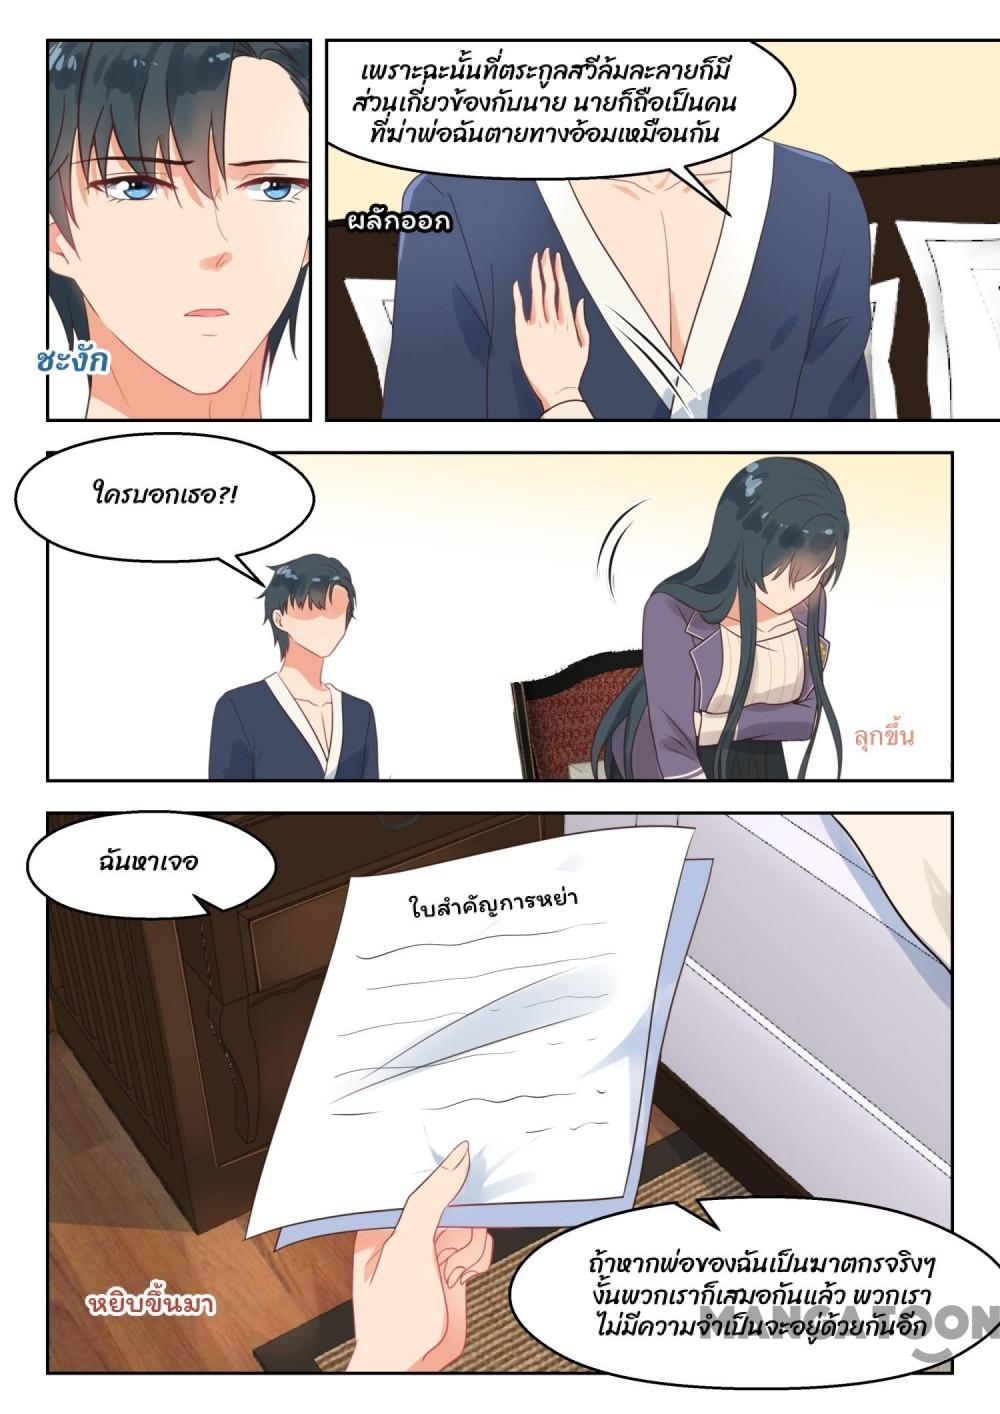 เพราะฉะนั้นที่ตระกูลสวีล้มละลายก็มี
ส่วนเกี่ยวข้องกับนาย นายก็ถือเป็นคน
ที่ฆ่าพ่อฉันตายทางอ้อมเหมือนกัน
ผลักออก
ชะงัก
ใครบอกเธอ?!
ลุกขึ้น
ฉันหาเจอ
ใบสำคัญการหย่า
หยิบขึ้นมา
ถ้าหากพ่อของฉันเป็นฆาตกรจริงๆ
งั้นพวกเราก็เสมอกันแล้ว พวกเรา
ไม่มีความจำเป็นจะอยู่ด้วยกันอีก
MANGATOON